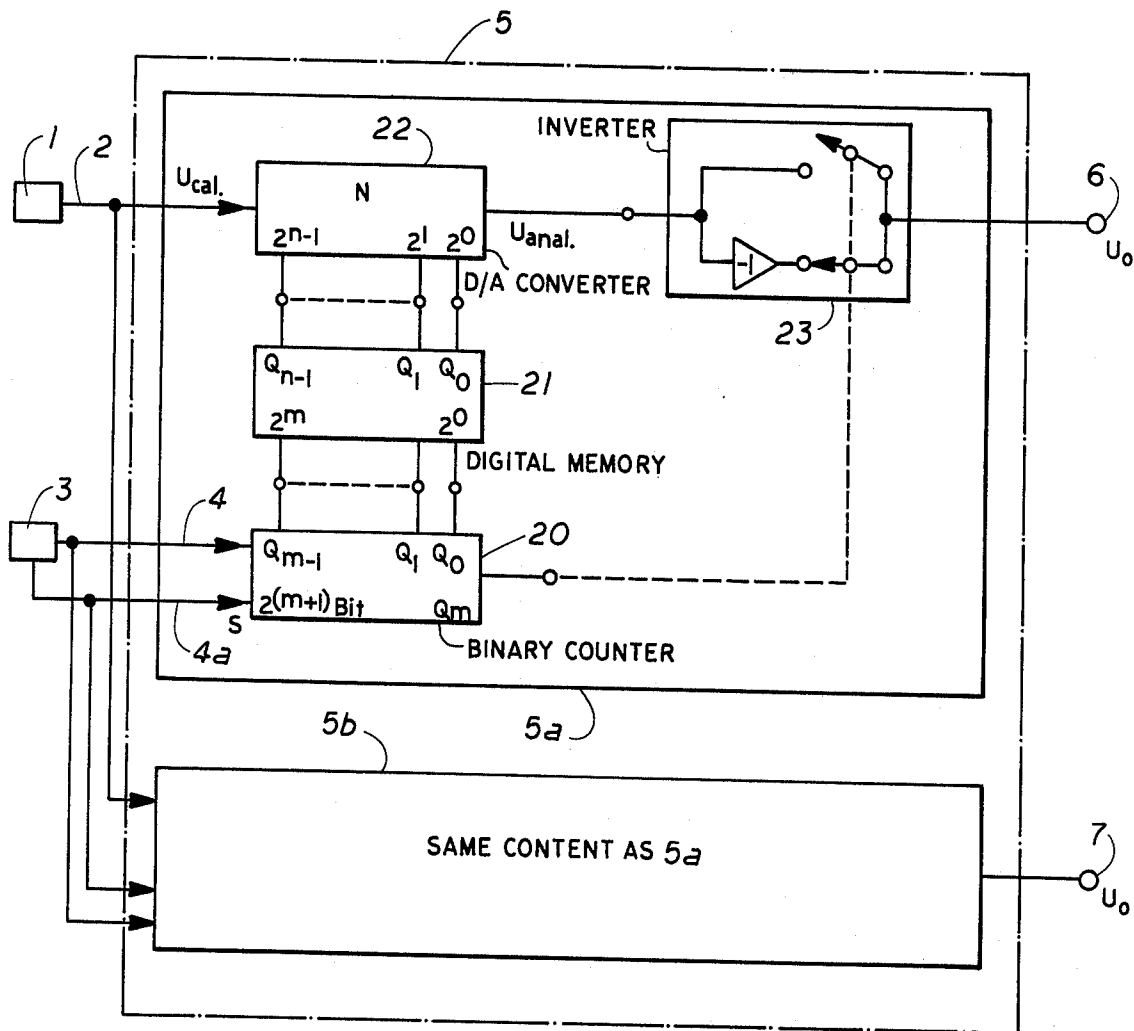 5
22
INVERTER
1
2
U_cal.
N
6
2^n-1 2^1 2^0
U_anal.
U_o
D/A CONVERTER
23
Q_n-1 Q_1 Q_0
21
2^m 2^0
DIGITAL MEMORY
-1
3
4
20
Q_m-1 Q_1 Q_0
2^(m+1) Bit Q_m
S
4a
BINARY COUNTER
5a
5b
SAME CONTENT AS 5a
7
U_o